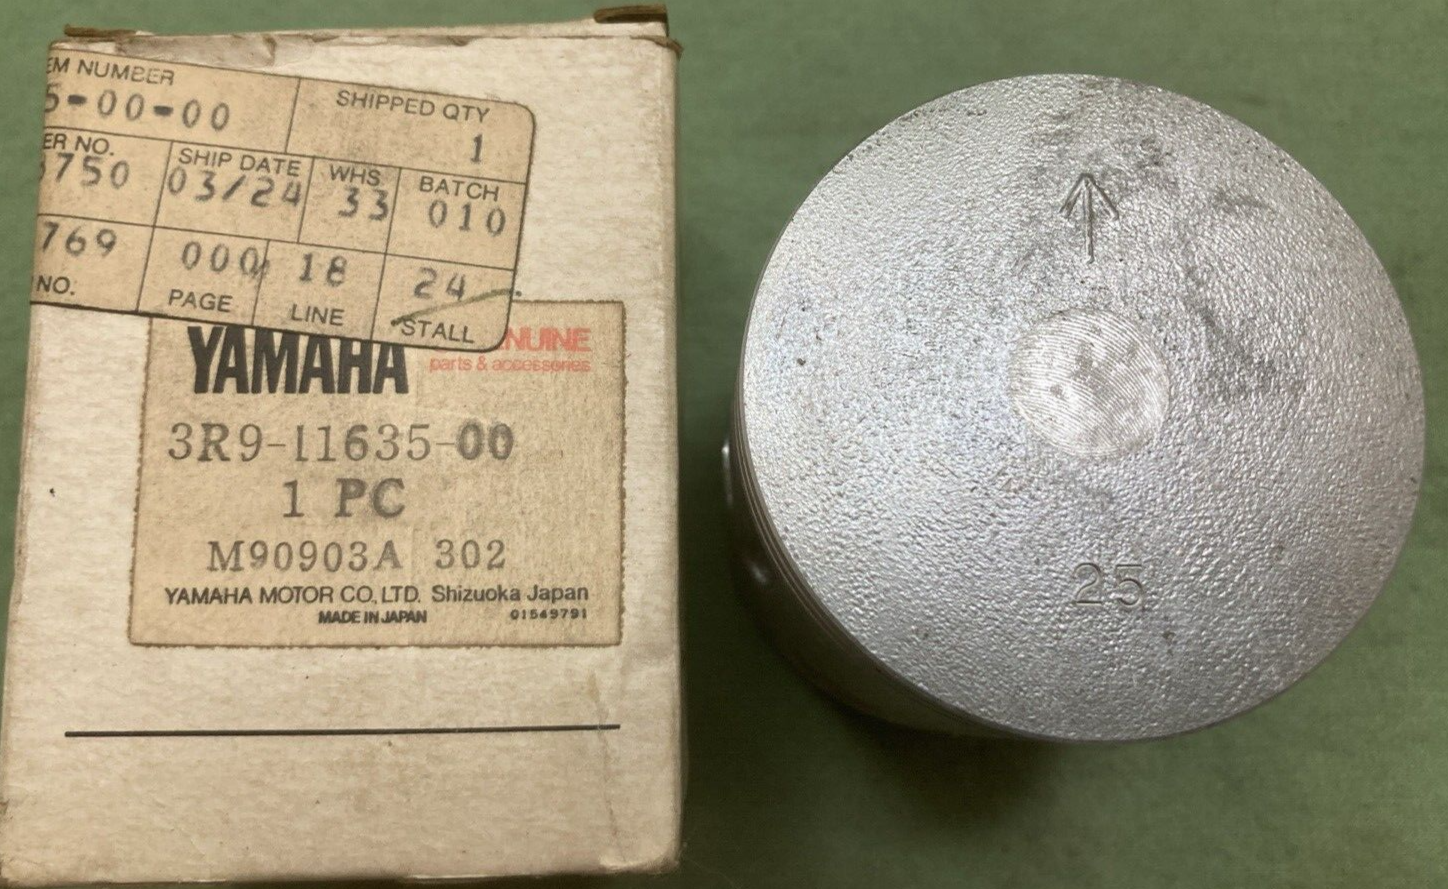 EM NUMBER
SHIPPED QTY
5-00-00
1
ER NO.
SHIP DATE
WHS
BATCH
750
03/24
33
010
769
000
18
24
NO.
PAGE
LINE
STALL
YAMAHA
NUINE
parts & accessories
3R9-11635-00
1 PC
M90903A 302
YAMAHA MOTOR CO., LTD. Shizuoka Japan
MADE IN JAPAN
01549791
25